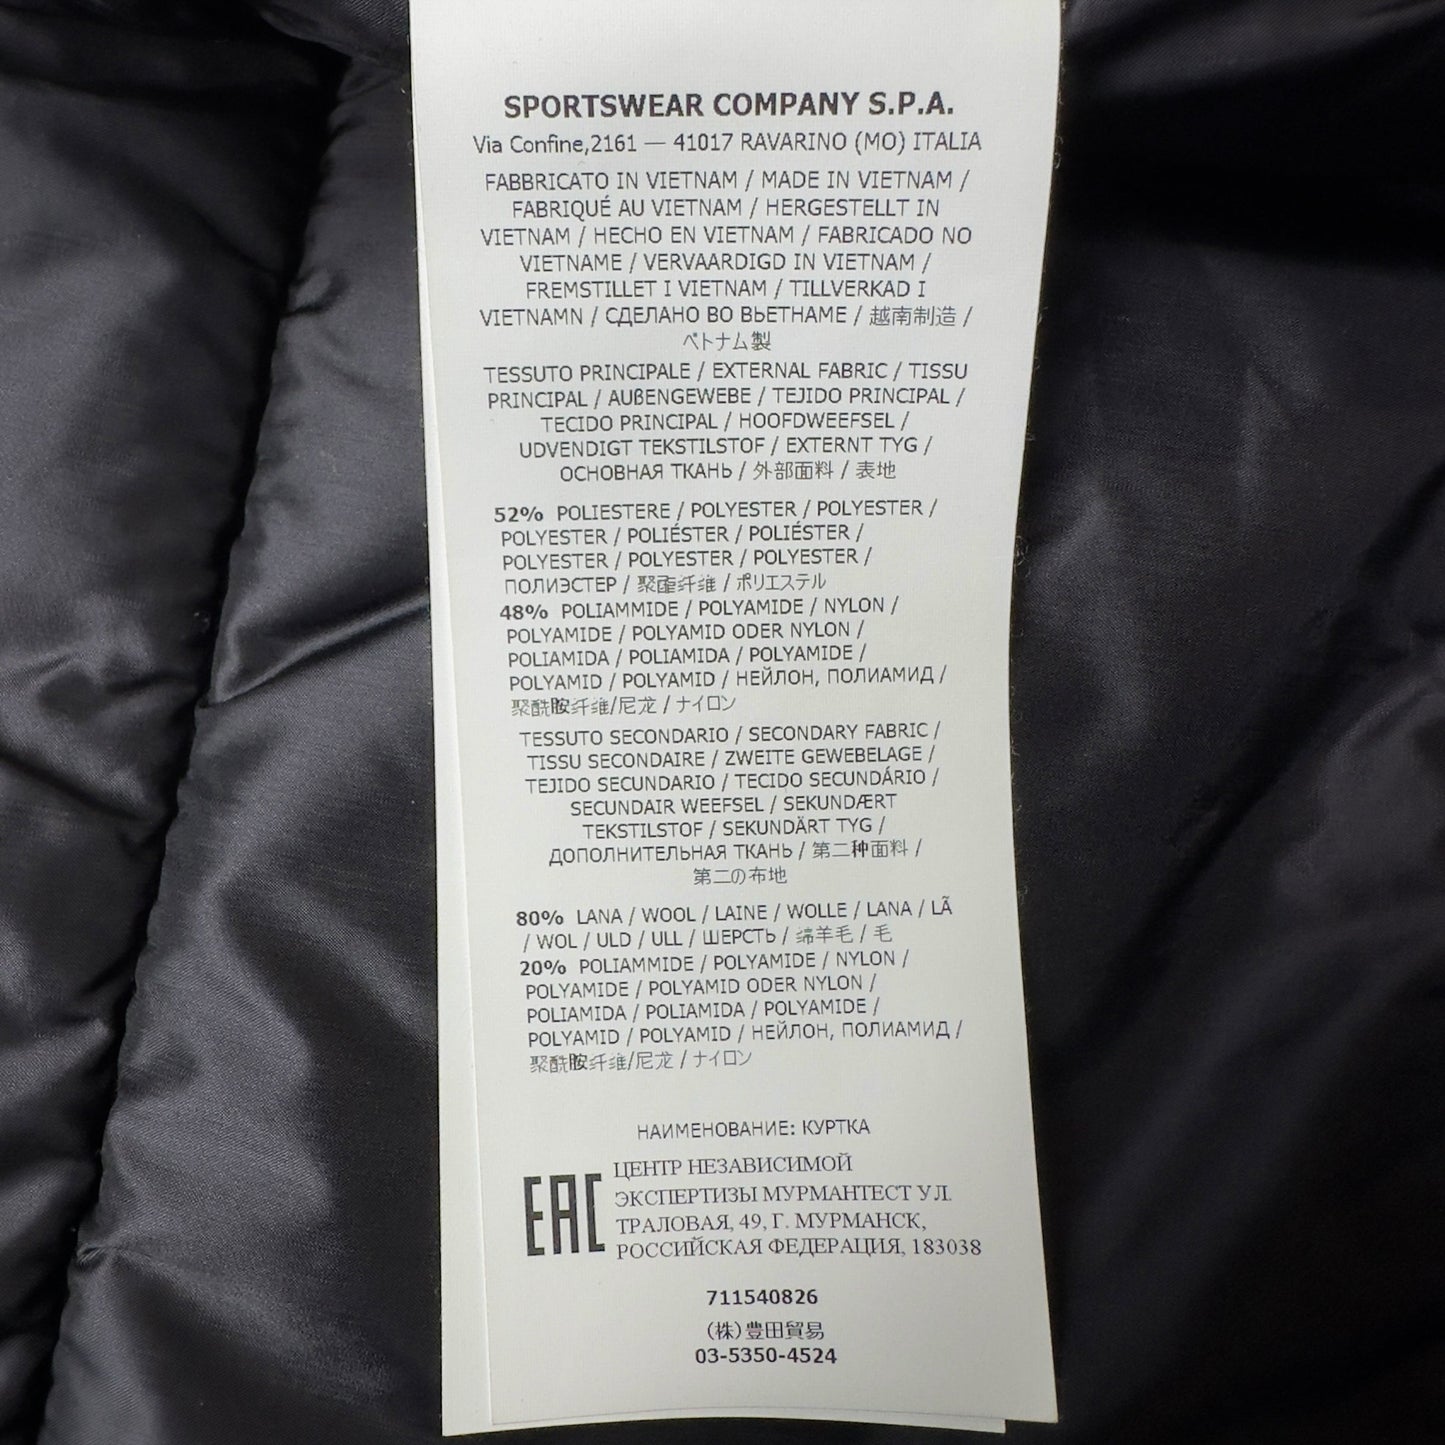 SPORTSWEAR COMPANY S.P.A.
Via Confine,2161 — 41017 RAVARINO (MO) ITALIA
FABBRICATO IN VIETNAM / MADE IN VIETNAM /
FABRIQUÉ AU VIETNAM / HERGESTELLT IN
VIETNAM / HECHO EN VIETNAM / FABRICADO NO
VIETNAME / VERVAARDIGD IN VIETNAM /
FREMSTILLET I VIETNAM / TILLVERKAD I
VIETNAMN / СДЕЛАНО ВО ВЬЕТНАМЕ / 越南制造 /
ベトナム製
TESSUTO PRINCIPALE / EXTERNAL FABRIC / TISSU
PRINCIPAL / AUßENGEWEBE / TEJIDO PRINCIPAL /
TECIDO PRINCIPAL / HOOFDWEEFSEL /
UDVENDIGT TEKSTILSTOF / EXTERNT TYG /
ОСНОВНАЯ ТКАНЬ / 外部面料 / 表地
52% POLIESTERE / POLYESTER / POLYESTER /
POLYESTER / POLIÉSTER / POLIÉSTER /
POLYESTER / POLYESTER / POLYESTER /
ПОЛИЭСТЕР / 聚酯纤维 / ポリエステル
48% POLIAMMIDE / POLYAMIDE / NYLON /
POLYAMIDE / POLYAMID ODER NYLON /
POLIAMIDA / POLIAMIDA / POLYAMIDE /
POLYAMID / POLYAMID / НЕЙЛОН, ПОЛИАМИД /
聚酰胺纤维/尼龙 / ナイロン
TESSUTO SECONDARIO / SECONDARY FABRIC /
TISSU SECONDAIRE / ZWEITE GEWEBELAGE /
TEJIDO SECUNDARIO / TECIDO SECUNDÁRIO /
SECUNDAIR WEEFSEL / SEKUNDÆRT
TEKSTILSTOF / SEKUNDÄRT TYG /
ДОПОЛНИТЕЛЬНАЯ ТКАНЬ / 第二种面料 /
第二の布地
80% LANA / WOOL / LAINE / WOLLE / LANA / LÃ
/ WOL / ULD / ULL / ШЕРСТЬ / 绵羊毛 / 毛
20% POLIAMMIDE / POLYAMIDE / NYLON /
POLYAMIDE / POLYAMID ODER NYLON /
POLIAMIDA / POLIAMIDA / POLYAMIDE /
POLYAMID / POLYAMID / НЕЙЛОН, ПОЛИАМИД /
聚酰胺纤维/尼龙 / ナイロン
НАИМЕНОВАНИЕ: КУРТКА
EAC
ЦЕНТР НЕЗАВИСИМОЙ
ЭКСПЕРТИЗЫ МУРМАНТЕСТ УЛ.
ТРАЛОВАЯ, 49, Г. МУРМАНСК,
РОССИЙСКАЯ ФЕДЕРАЦИЯ, 183038
711540826
(株)豊田貿易
03-5350-4524